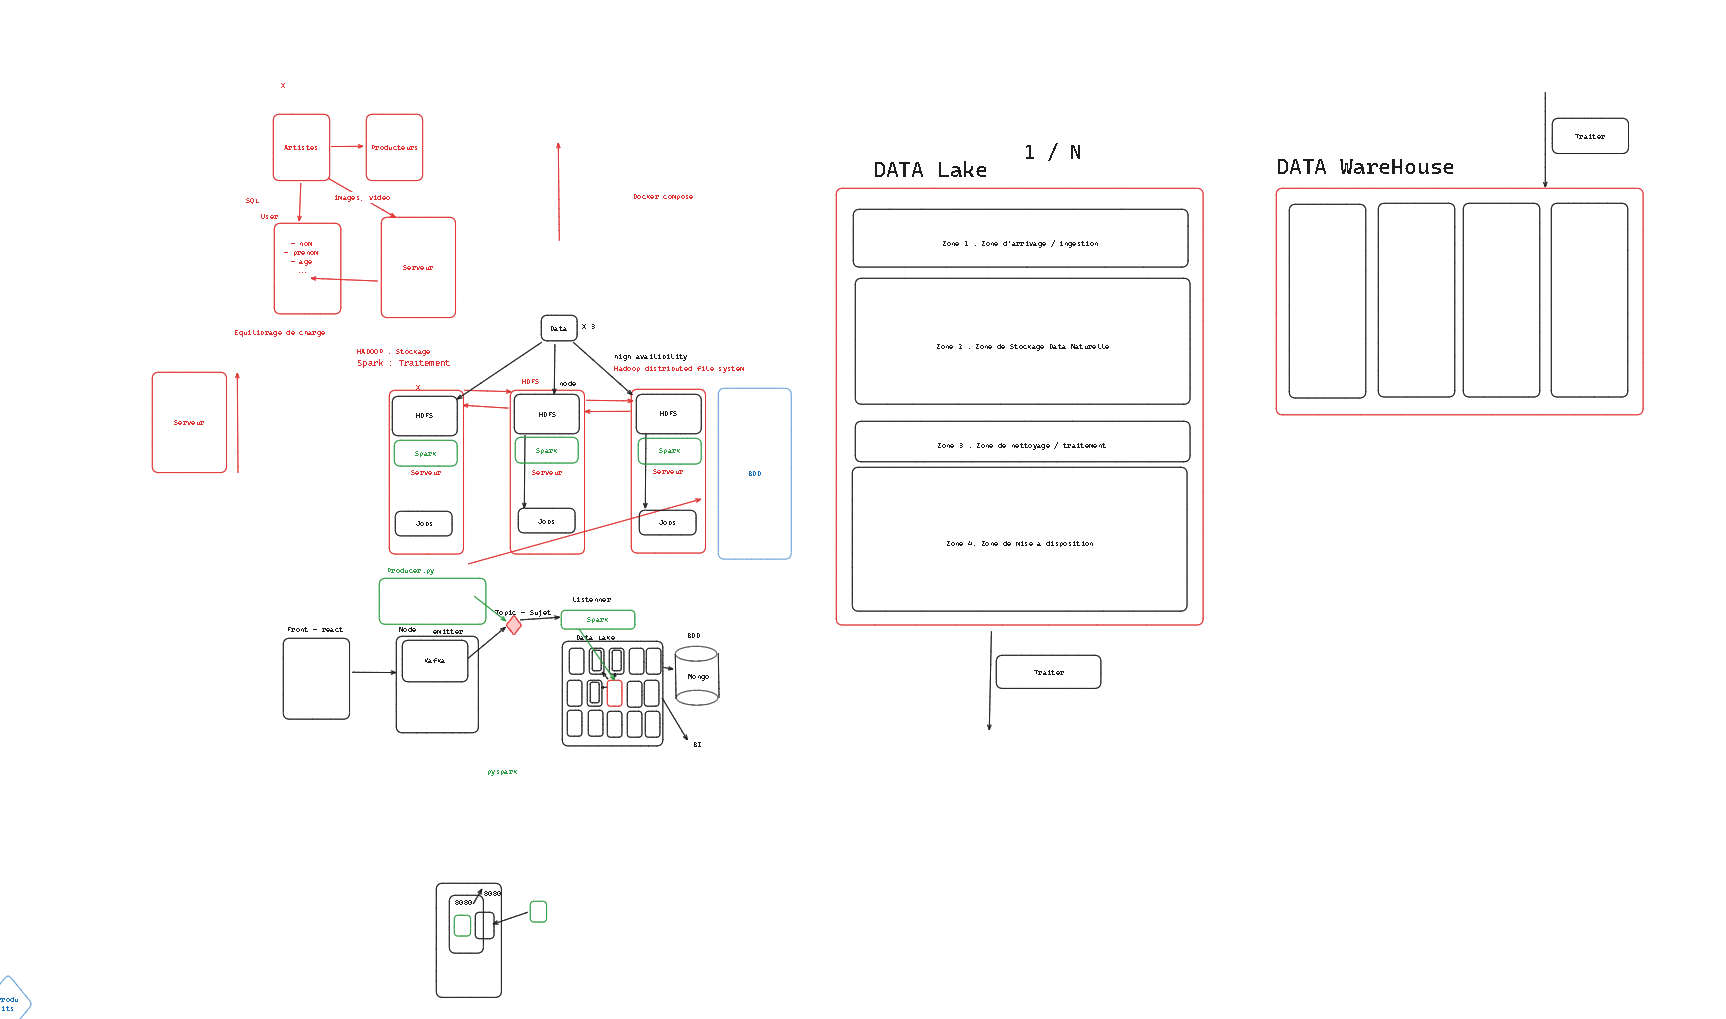 X
Artistes
Producteurs
SQL
images, video
User
- nom
- prenom
- age
...
Serveur
Equilibrage de charge
Docker compose
HADOOP : Stockage
Spark : Traitement
Data
X 3
high availibility
Hadoop distributed file system
X
HDFS
node
HDFS
HDFS
HDFS
Spark
Spark
Spark
Serveur
Serveur
Serveur
Serveur
BDD
Jobs
Jobs
Jobs
Producer.py
Topic - Sujet
listenner
Spark
Front - react
Node
emitter
Kafka
Data Lake
BDD
Mongo
BI
pyspark
8080
8080
Produ
its
1 / N
DATA Lake
Zone 1 : Zone d'arrivage / ingestion
Zone 2 : Zone de Stockage Data Naturelle
Zone 3 : Zone de nettoyage / traitement
Zone 4: Zone de mise a disposition
Traiter
DATA WareHouse
Traiter